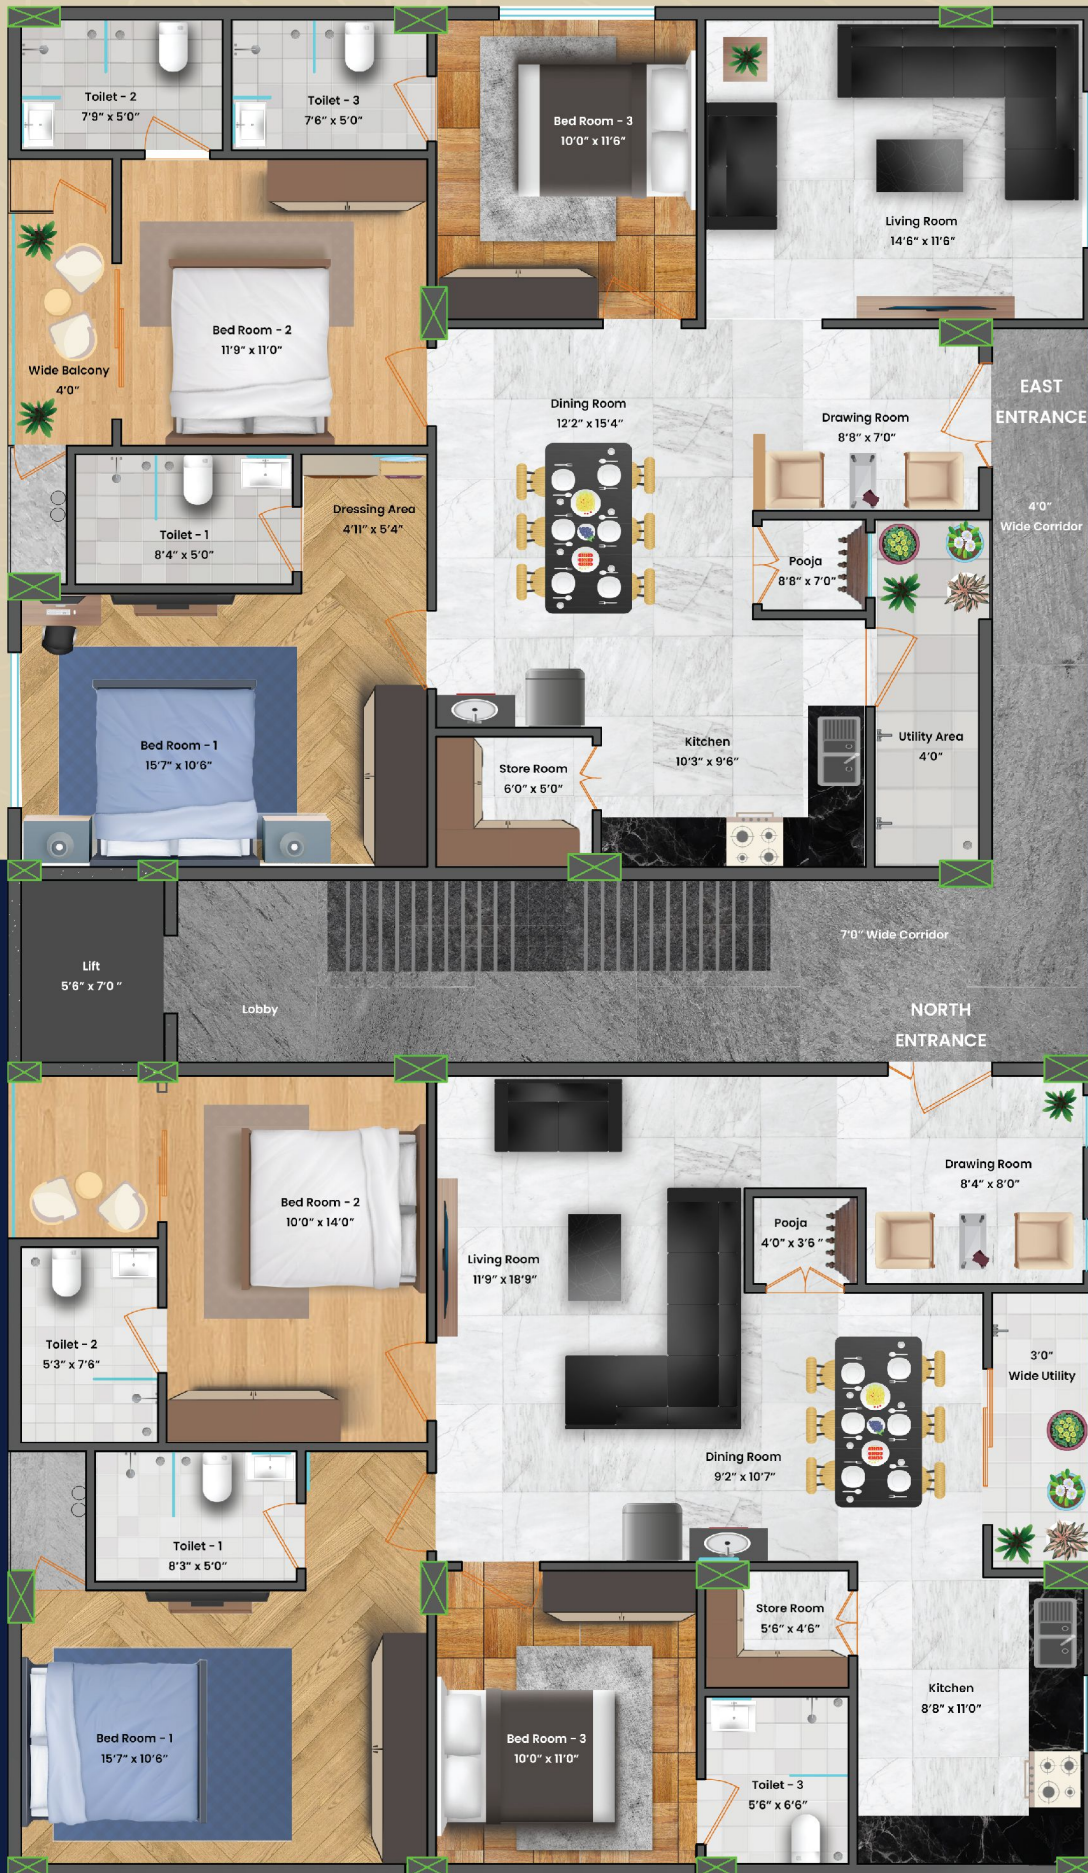 Toilet - 2
7'9" x 5'0"
Toilet - 3
7'6" x 5'0"
Bed Room - 3
10'0" x 11'6"
Living Room
14'6" x 11'6"
Bed Room - 2
11'9" x 11'0"
Wide Balcony
4'0"
Dining Room
12'2" x 15'4"
Drawing Room
8'8" x 7'0"
EAST
ENTRANCE
4'0"
Wide Corridor
Dressing Area
4'11" x 5'4"
Toilet - 1
8'4" x 5'0"
Pooja
8'8" x 7'0"
Bed Room - 1
15'7" x 10'6"
Store Room
6'0" x 5'0"
Kitchen
10'3" x 9'6"
Utility Area
4'0"
7'0" Wide Corridor
Lift
5'6" x 7'0 "
Lobby
NORTH
ENTRANCE
Bed Room - 2
10'0" x 14'0"
Living Room
11'9" x 18'9"
Pooja
4'0" x 3'6 "
Drawing Room
8'4" x 8'0"
Toilet - 2
5'3" x 7'6"
3'0"
Wide Utility
Dining Room
9'2" x 10'7"
Toilet - 1
8'3" x 5'0"
Store Room
5'6" x 4'6"
Kitchen
8'8" x 11'0"
Bed Room - 1
15'7" x 10'6"
Bed Room - 3
10'0" x 11'0"
Toilet - 3
5'6" x 6'6"